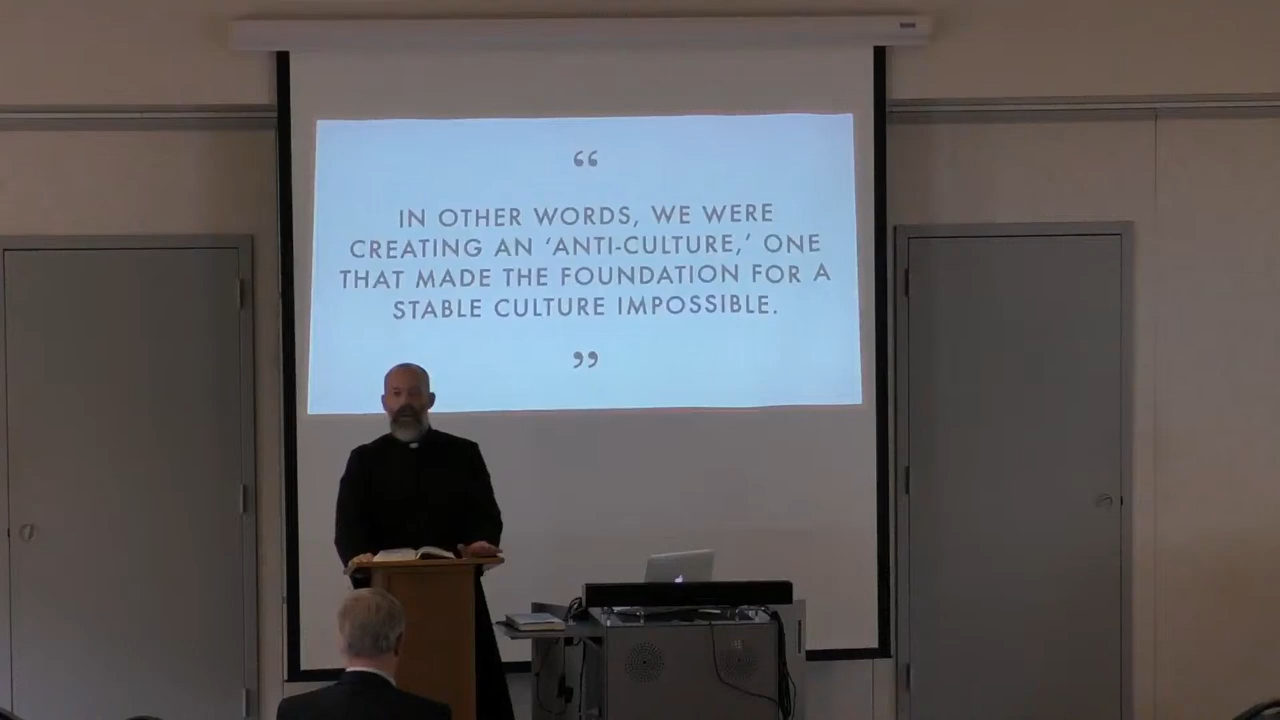 “
IN OTHER WORDS, WE WERE
CREATING AN ‘ANTI-CULTURE,’ ONE
THAT MADE THE FOUNDATION FOR A
STABLE CULTURE IMPOSSIBLE.
”